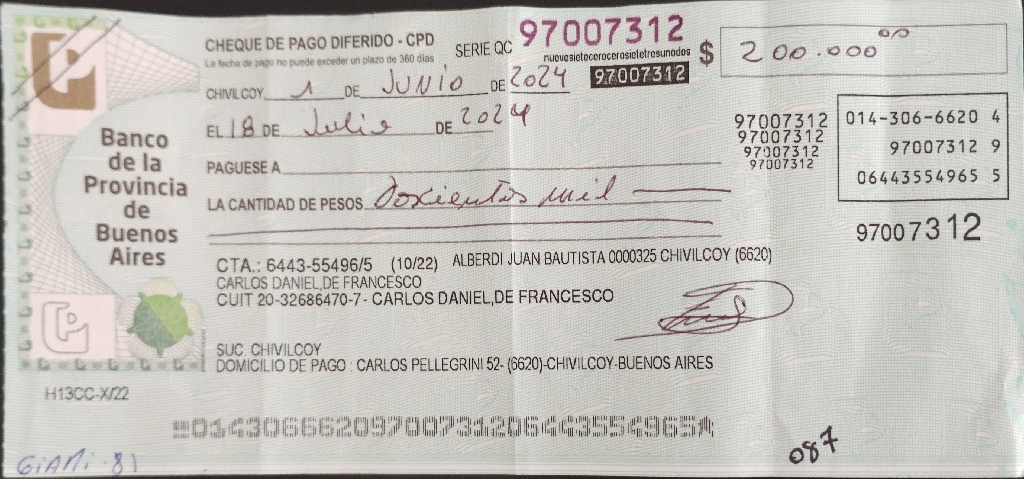 CHEQUE DE PAGO DIFERIDO - CPD SERIE QC 97007312 $ 200.000 00
La fecha de pago no puede exceder un plazo de 360 días
nuevesietecerocerosietetresunodos
97007312
CHIVILCOY 1 DE JUNIO DE 2024
EL 18 DE Julio DE 2024
97007312
97007312
97007312
97007312
014-306-6620 4
97007312 9
06443554965 5
97007312
Banco
de la
Provincia
de
Buenos
Aires
PAGUESE A
LA CANTIDAD DE PESOS Doscientos mil
CTA.: 6443-55496/5 (10/22) ALBERDI JUAN BAUTISTA 0000325 CHIVILCOY (6620)
CARLOS DANIEL,DE FRANCESCO
CUIT 20-32686470-7- CARLOS DANIEL,DE FRANCESCO
SUC CHIVILCOY
DOMICILIO DE PAGO : CARLOS PELLEGRINI 52- (6620)-CHIVILCOY-BUENOS AIRES
H13CC-X/22
01430666209700731206443554965
087